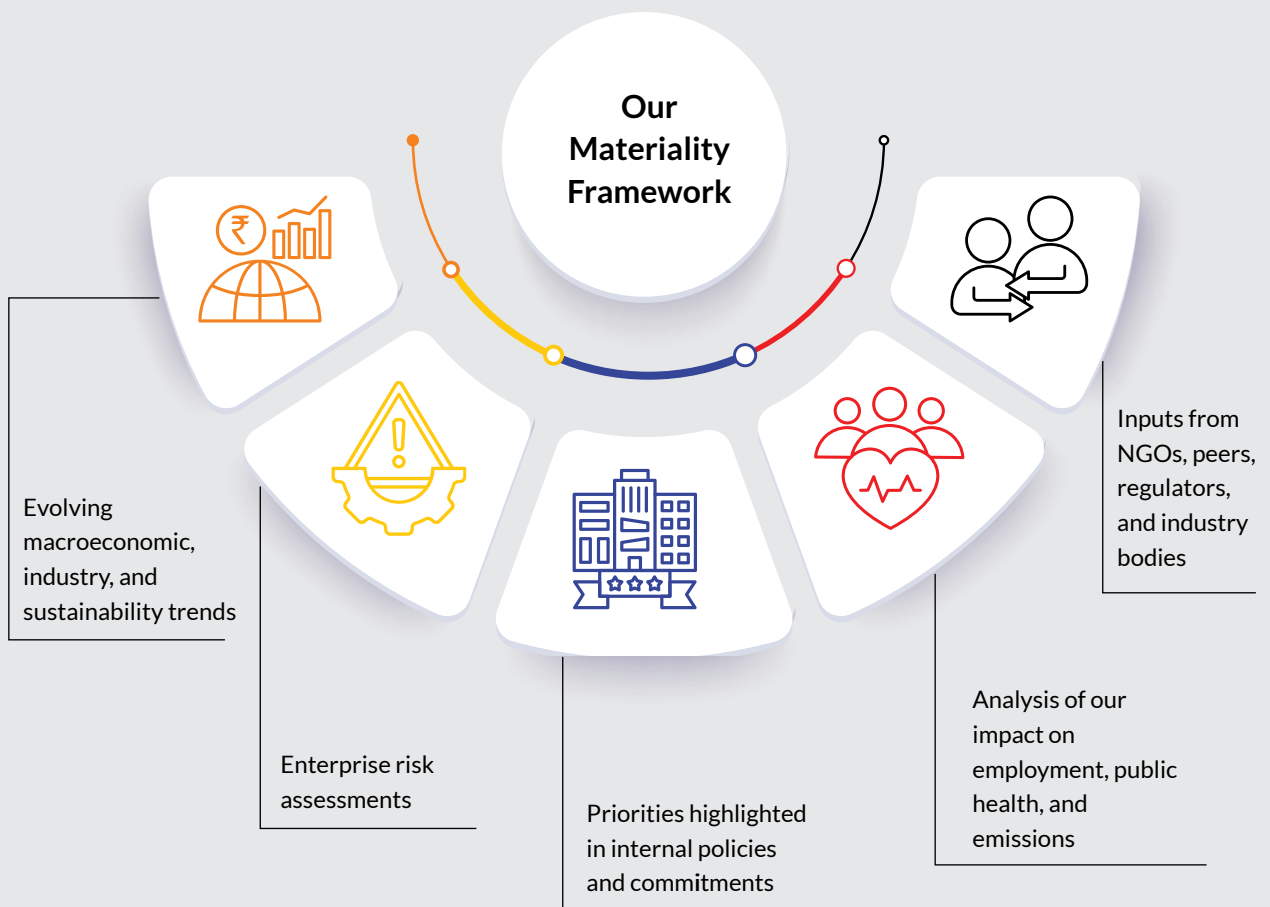 Our
Materiality
Framework
₹
Evolving
macroeconomic,
industry, and
sustainability trends
Enterprise risk
assessments
Priorities highlighted
in internal policies
and commitments
Analysis of our
impact on
employment, public
health, and
emissions
Inputs from
NGOs, peers,
regulators,
and industry
bodies